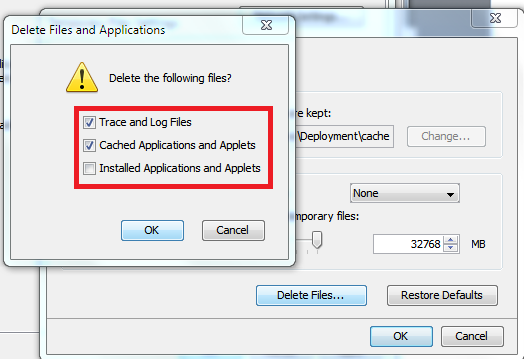 Delete Files and Applications
Delete the following files?
Trace and Log Files
Cached Applications and Applets
Installed Applications and Applets
OK
Cancel
re kept:
\Deployment\cache
Change...
None
mporary files:
32768
MB
Delete Files...
Restore Defaults
OK
Cancel